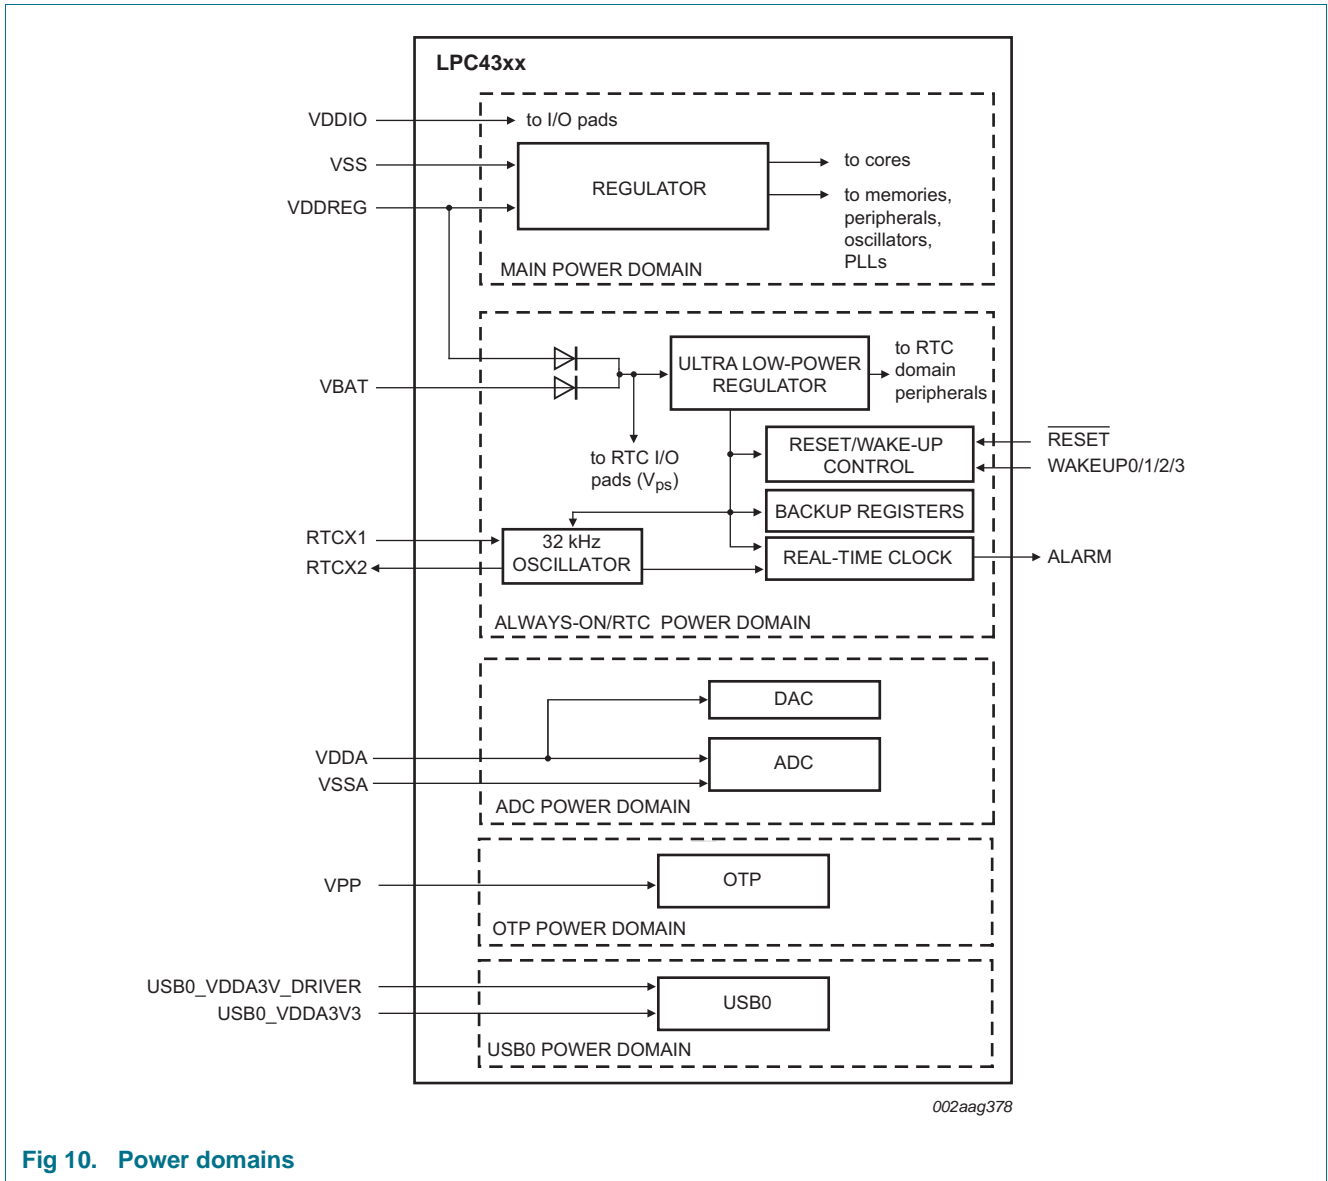 LPC43xx
VDDIO
to I/O pads
VSS
REGULATOR
to cores
VDDREG
to memories,
peripherals,
oscillators,
PLLs
MAIN POWER DOMAIN
VBAT
ULTRA LOW-POWER
REGULATOR
to RTC
domain
peripherals
to RTC I/O
pads (Vps)
RESET/WAKE-UP
CONTROL
RESET
WAKEUP0/1/2/3
BACKUP REGISTERS
RTCX1
RTCX2
32 kHz
OSCILLATOR
REAL-TIME CLOCK
ALARM
ALWAYS-ON/RTC POWER DOMAIN
DAC
VDDA
ADC
VSSA
ADC POWER DOMAIN
VPP
OTP
OTP POWER DOMAIN
USB0_VDDA3V_DRIVER
USB0_VDDA3V3
USB0
USB0 POWER DOMAIN
002aag378
Fig 10. Power domains